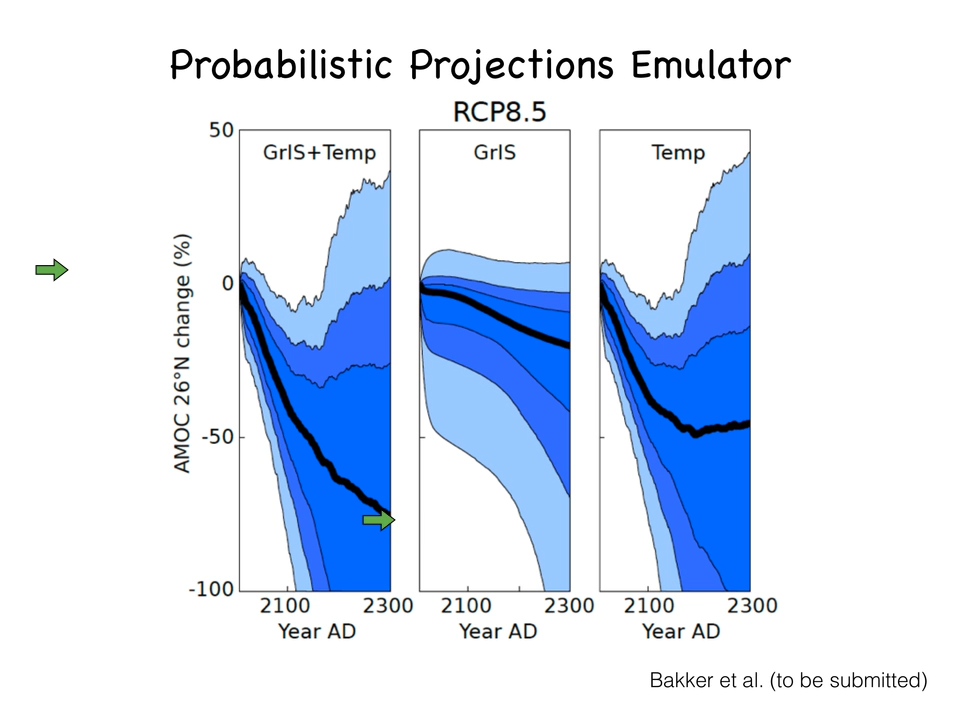 Probabilistic Projections Emulator
RCP8.5
GrIS+Temp
GrIS
Temp
50
0
-50
-100
AMOC 26°N change (%)
2100 2300
2100 2300
2100 2300
Year AD
Year AD
Year AD
Bakker et al. (to be submitted)